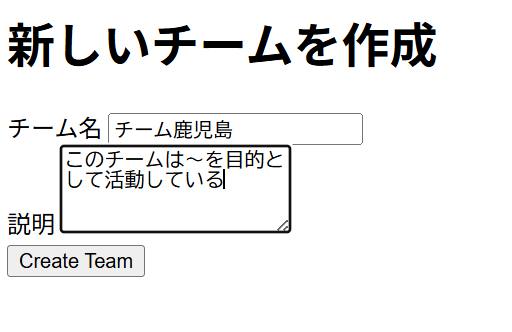 新しいチームを作成
チーム名 チーム鹿児島
このチームは～を目的と
して活動している
説明
Create Team